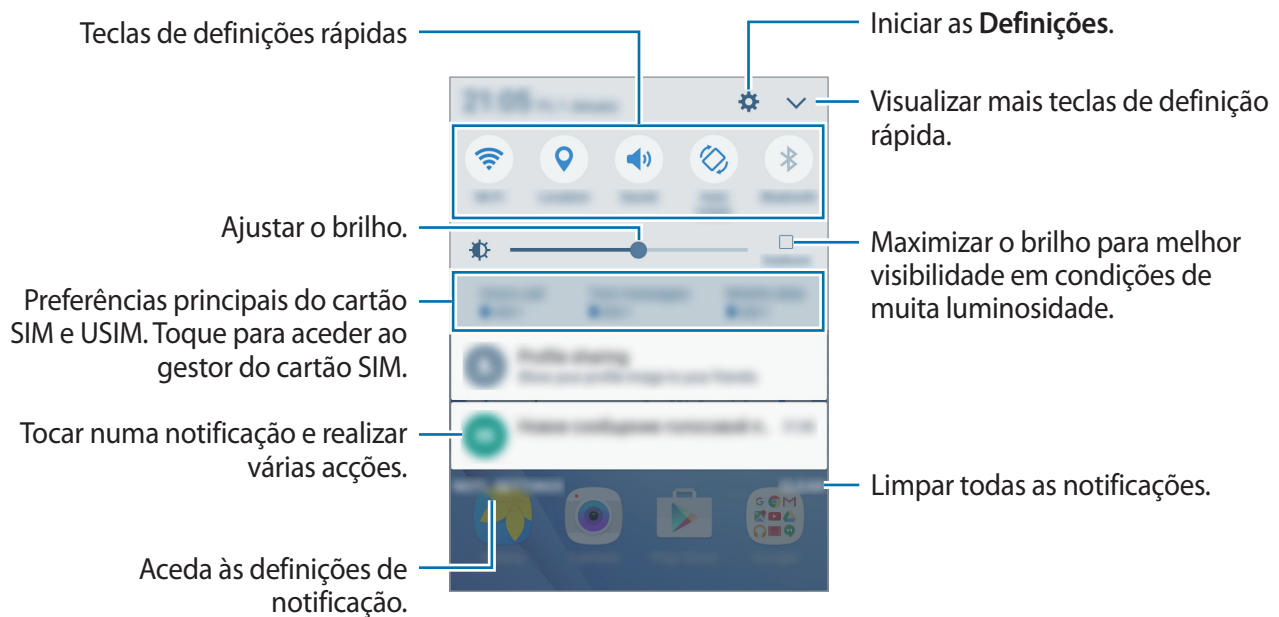 Teclas de definições rápidas
Iniciar as Definições.
Visualizar mais teclas de definição
rápida.
Ajustar o brilho.
Maximizar o brilho para melhor
visibilidade em condições de
muita luminosidade.
Preferências principais do cartão
SIM e USIM. Toque para aceder ao
gestor do cartão SIM.
Tocar numa notificação e realizar
várias acções.
Limpar todas as notificações.
Aceda às definições de
notificação.